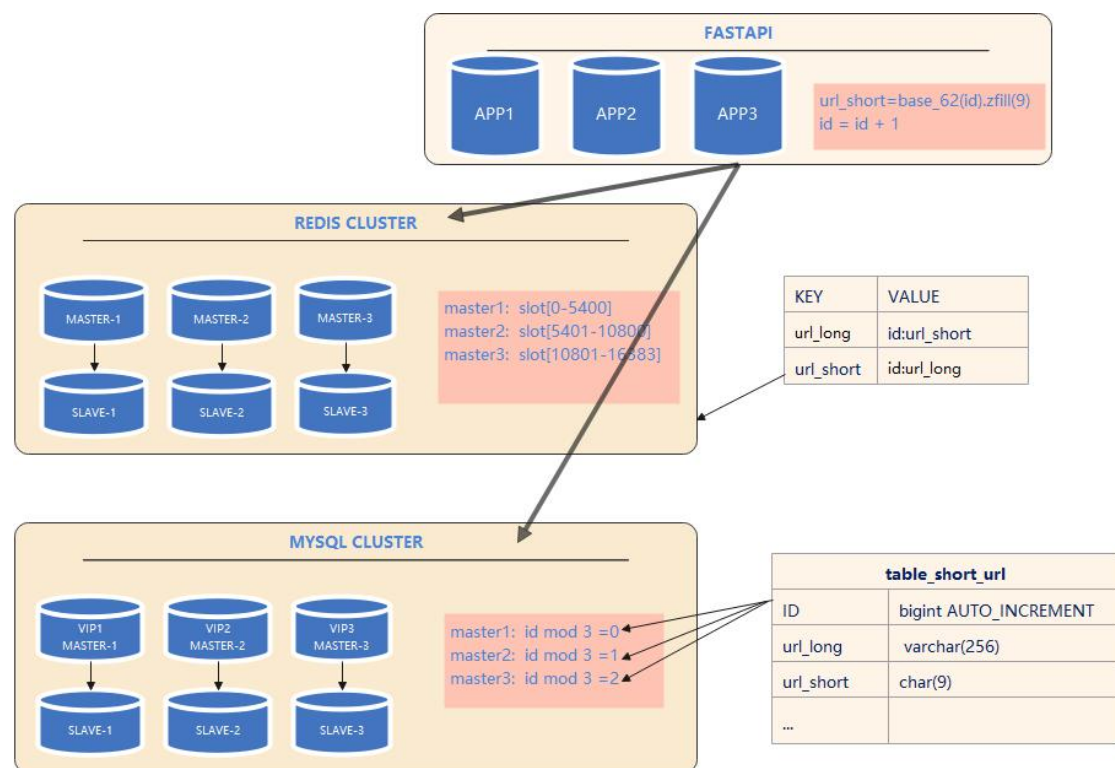 FASTAPI
APP1
APP2
APP3
url_short=base_62(id).zfill(9)
id = id + 1
REDIS CLUSTER
MASTER-1
MASTER-2
MASTER-3
SLAVE-1
SLAVE-2
SLAVE-3
master1: slot[0-5400]
master2: slot[5401-10800]
master3: slot[10801-16383]
KEY VALUE
url_long id:url_short
url_short id:url_long
MYSQL CLUSTER
VIP1
MASTER-1
VIP2
MASTER-2
VIP3
MASTER-3
SLAVE-1
SLAVE-2
SLAVE-3
master1: id mod 3 =0
master2: id mod 3 =1
master3: id mod 3 =2
table_short_url
ID bigint AUTO_INCREMENT
url_long varchar(256)
url_short char(9)
...